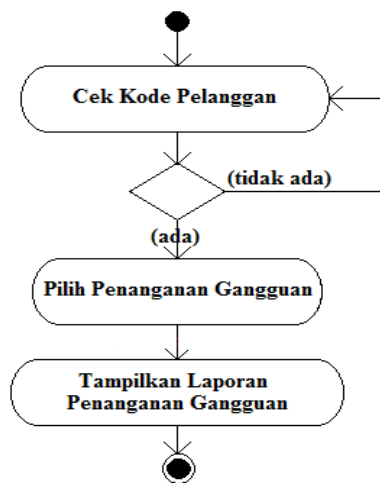 Cek Kode Pelanggan
(tidak ada)
(ada)
Pilih Penanganan Gangguan
Tampilkan Laporan
Penanganan Gangguan